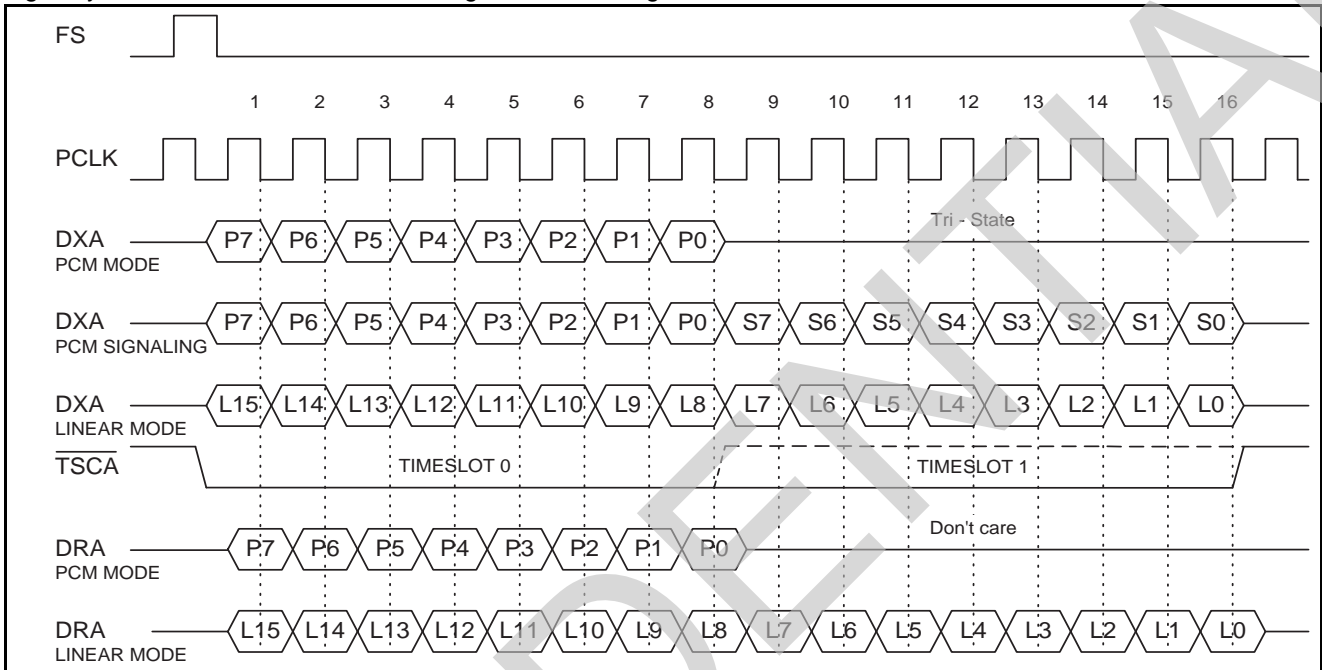 FS
1 2 3 4 5 6 7 8 9 10 11 12 13 14 15 16
PCLK
DXA P7 P6 P5 P4 P3 P2 P1 P0 Tri - State
PCM MODE
DXA P7 P6 P5 P4 P3 P2 P1 P0 S7 S6 S5 S4 S3 S2 S1 S0
PCM SIGNALING
DXA L15 L14 L13 L12 L11 L10 L9 L8 L7 L6 L5 L4 L3 L2 L1 L0
LINEAR MODE
TSCA TIMESLOT 0 TIMESLOT 1
DRA P7 P6 P5 P4 P3 P2 P1 P0 Don't care
PCM MODE
DRA L15 L14 L13 L12 L11 L10 L9 L8 L7 L6 L5 L4 L3 L2 L1 L0
LINEAR MODE
DENTIA